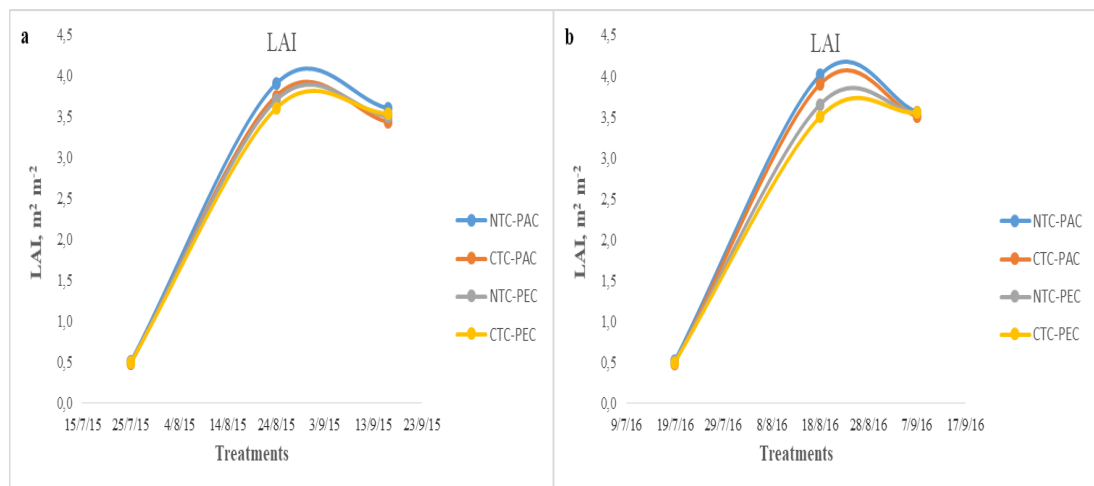 a
LAI
4,5
4,0
3,5
3,0
2,5
2,0
1,5
1,0
0,5
0,0
LAI, m² m⁻²
15/7/15 25/7/15 4/8/15 14/8/15 24/8/15 3/9/15 13/9/15 23/9/15
Treatments
NTC-PAC
CTC-PAC
NTC-PEC
CTC-PEC
b
LAI
4,5
4,0
3,5
3,0
2,5
2,0
1,5
1,0
0,5
0,0
LAI, m² m⁻²
9/7/16 19/7/16 29/7/16 8/8/16 18/8/16 28/8/16 7/9/16 17/9/16
Treatments
NTC-PAC
CTC-PAC
NTC-PEC
CTC-PEC